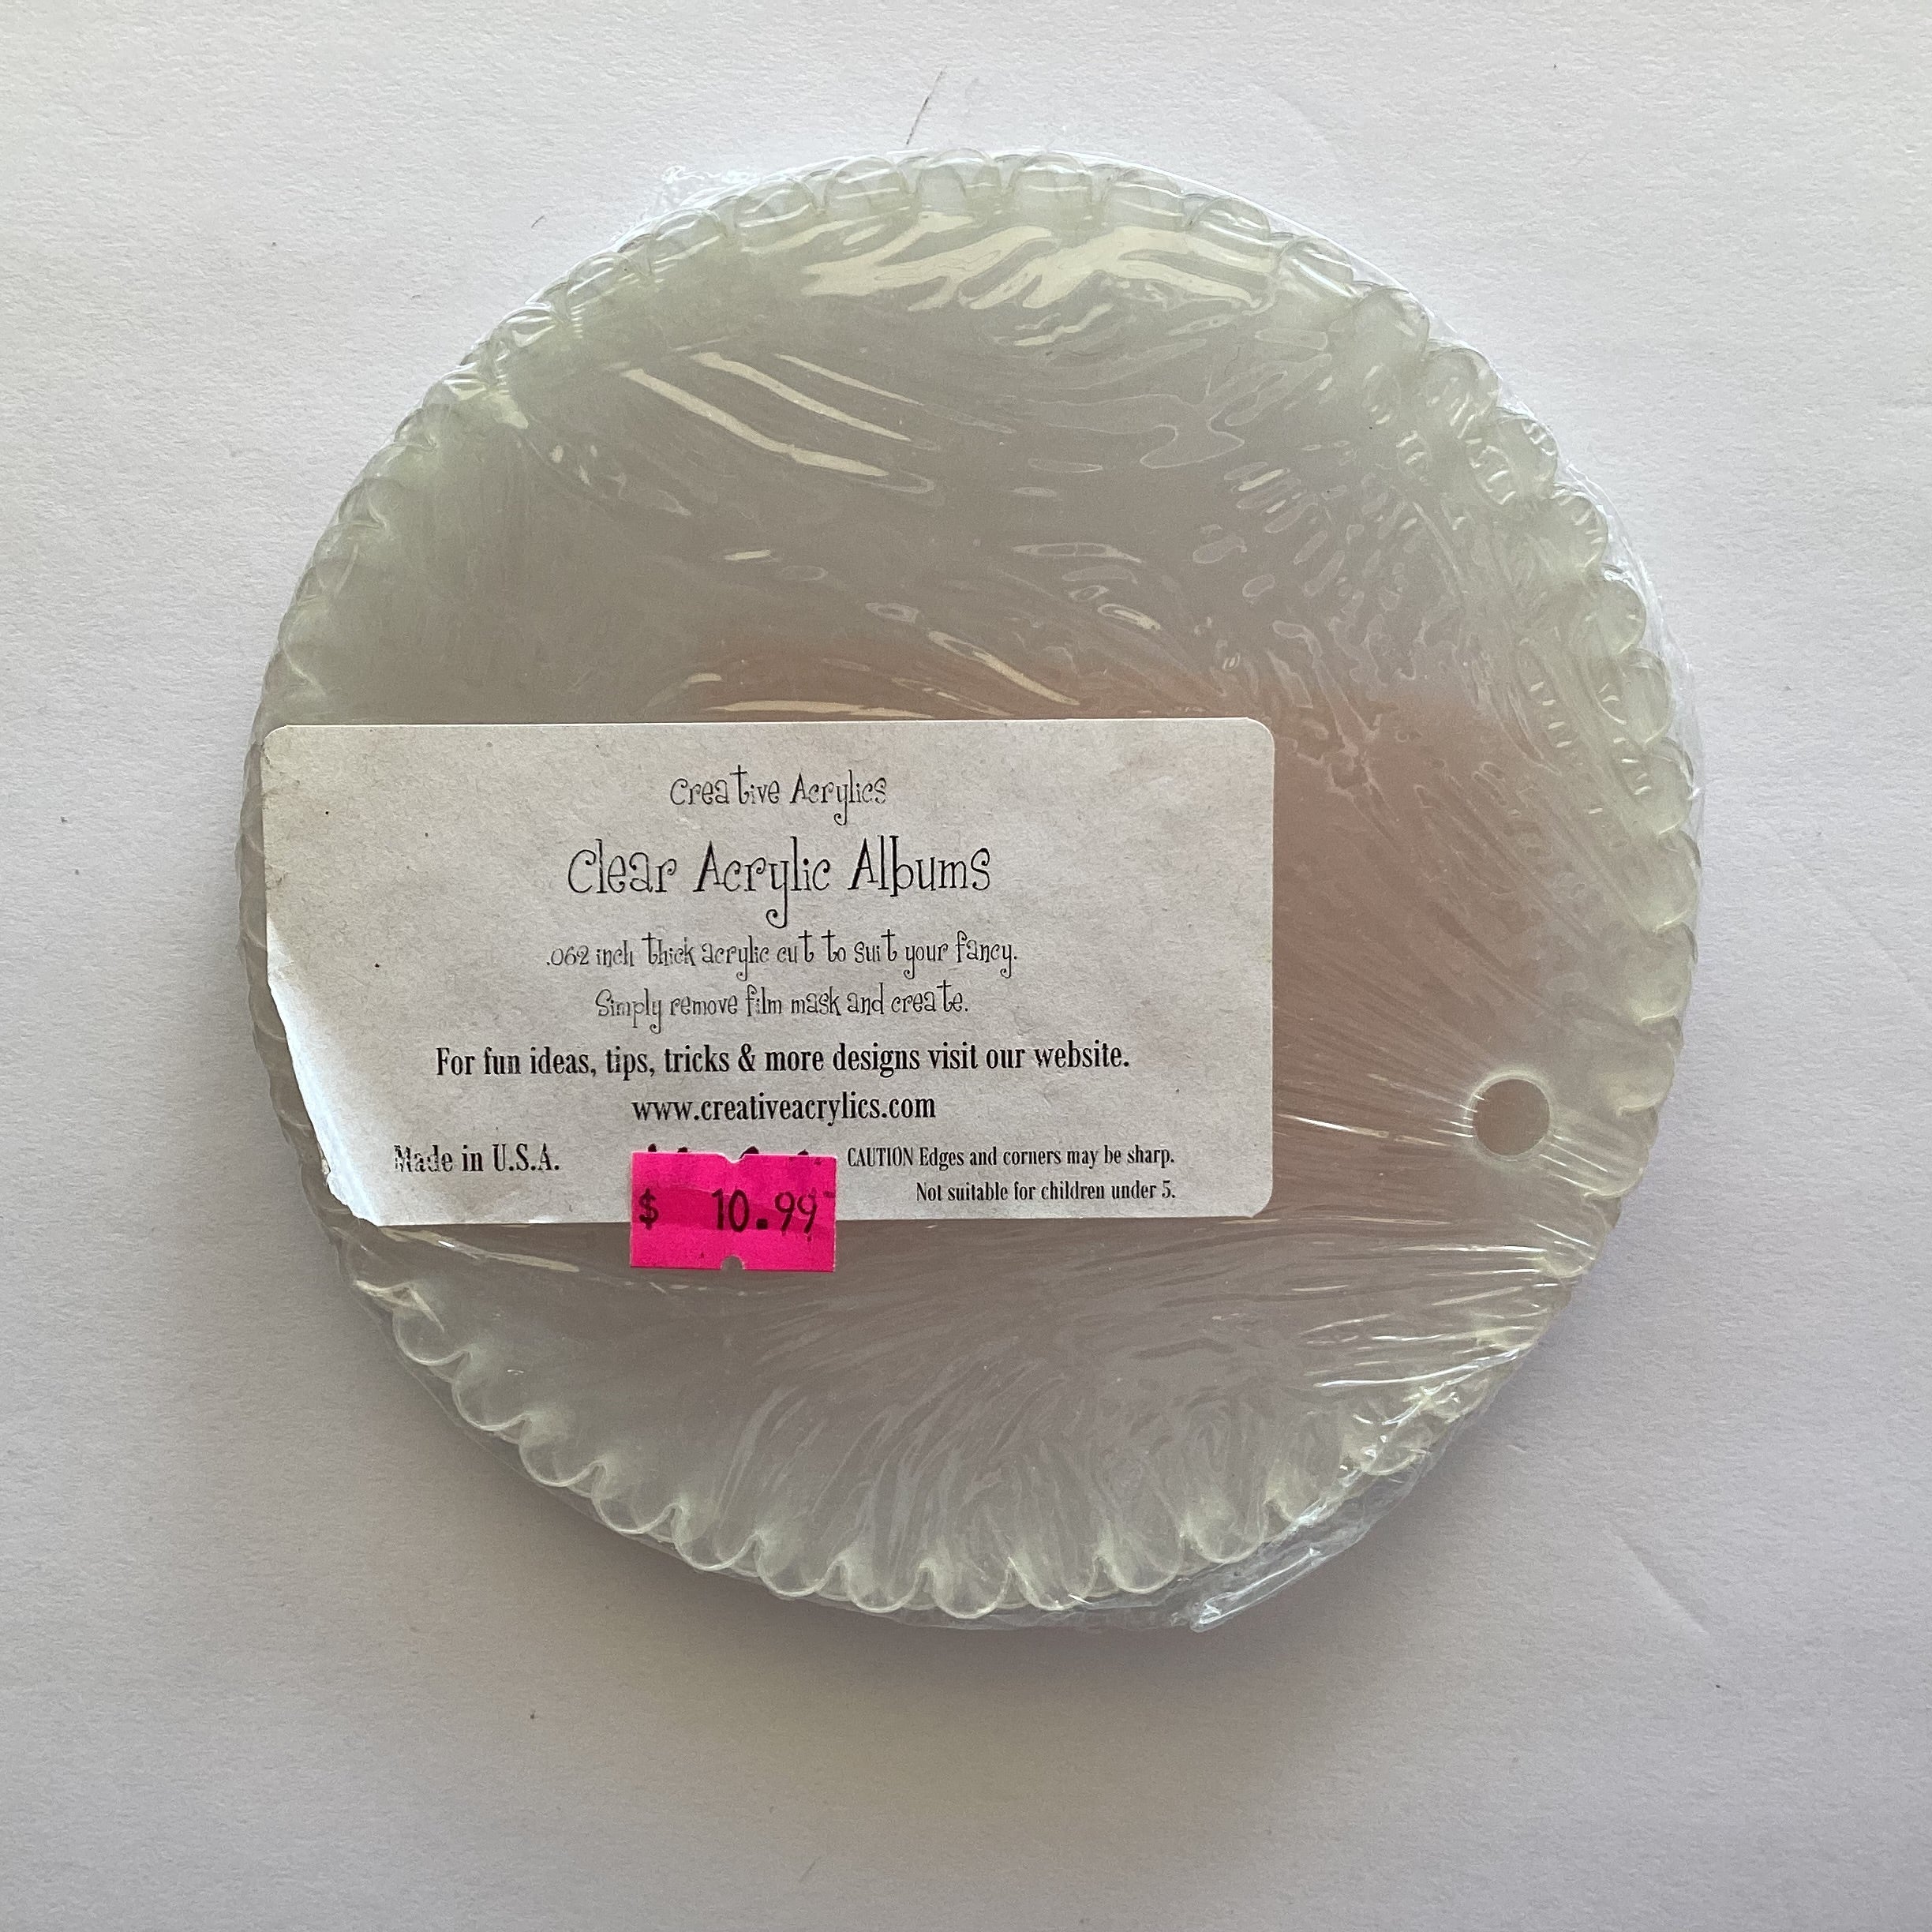 Creative Acrylics
Clear Acrylic Albums
.062 inch thick acrylic cut to suit your fancy.
Simply remove film mask and create.
For fun ideas, tips, tricks & more designs visit our website.
www.creativeacrylics.com
Made in U.S.A.
CAUTION Edges and corners may be sharp.
Not suitable for children under 5.
$ 10.99